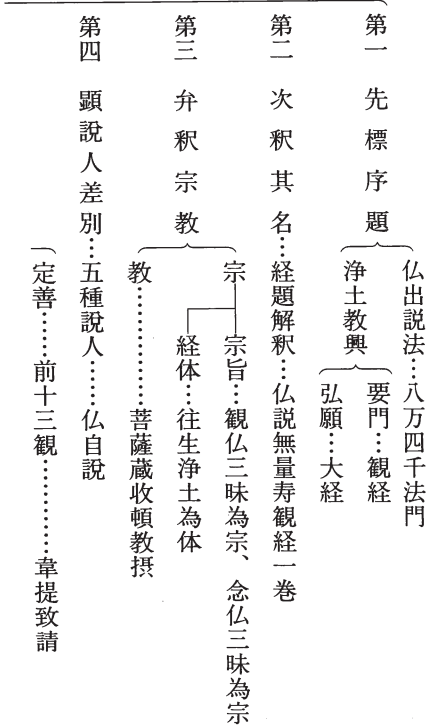 第一 先標序題
仏出説法…八万四千法門
浄土教興
要門…観経
弘願…大経
第二 次釈其名…経題解釈…仏説無量寿観経一巻
第三 弁釈宗教
宗
宗旨…観仏三昧為宗、念仏三昧為宗
経体…往生浄土為体
教………………菩薩蔵收頓教摂
第四 顕説人差別…五種説人……仏自説
定善……前十三観…………韋提致請